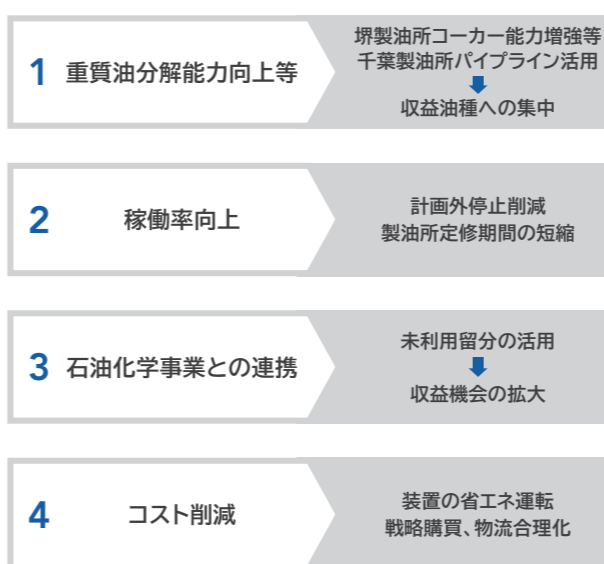 1 重質油分解能力向上等
堺製油所コーカー能力増強等
千葉製油所パイプライン活用
収益油種への集中
2 稼働率向上
計画外停止削減
製油所定修期間の短縮
3 石油化学事業との連携
未利用留分の活用
収益機会の拡大
4 コスト削減
装置の省エネ運転
戦略購買、物流合理化